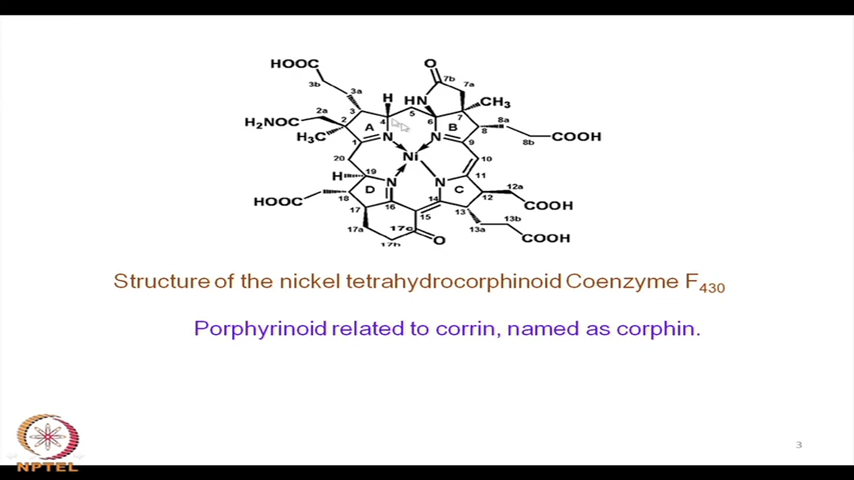 HOOC
O
7b
3b
3a
H
HN
7a
5
7
CH3
2a
3
4
6
8
8a
H2NOC
2
A
B
H3C
N
N
8b
COOH
1
9
20
Ni
10
H
19
11
D
N
N
C
12a
HOOC
18
16
14
12
COOH
17
15
13
13b
17a
17c
13a
17b
O
COOH
Structure of the nickel tetrahydrocorphinoid Coenzyme F430
Porphyrinoid related to corrin, named as corphin.
3
NPTEL